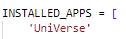 INSTALLED_APPS = [
    'UniVerse'